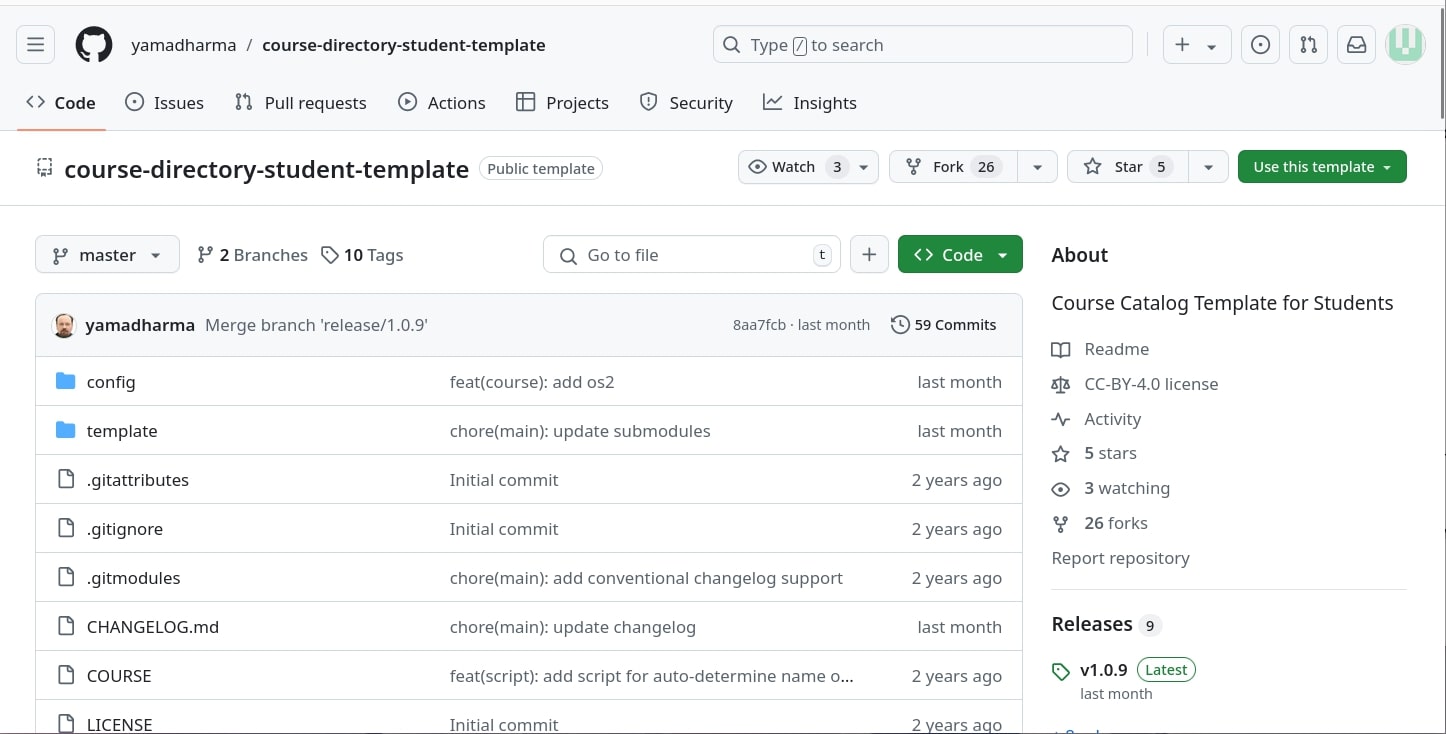 yamadharma / course-directory-student-template
Type / to search
Code Issues Pull requests Actions Projects Security Insights
course-directory-student-template Public template
Watch 3 Fork 26 Star 5 Use this template
master 2 Branches 10 Tags Go to file t + Code
yamadharma Merge branch 'release/1.0.9' 8aa7fcb · last month 59 Commits
config feat(course): add os2 last month
template chore(main): update submodules last month
.gitattributes Initial commit 2 years ago
.gitignore Initial commit 2 years ago
.gitmodules chore(main): add conventional changelog support 2 years ago
CHANGELOG.md chore(main): update changelog last month
COURSE feat(script): add script for auto-determine name o... 2 years ago
LICENSE Initial commit 2 years ago
About
Course Catalog Template for Students
Readme
CC-BY-4.0 license
Activity
5 stars
3 watching
26 forks
Report repository
Releases 9
v1.0.9 Latest
last month